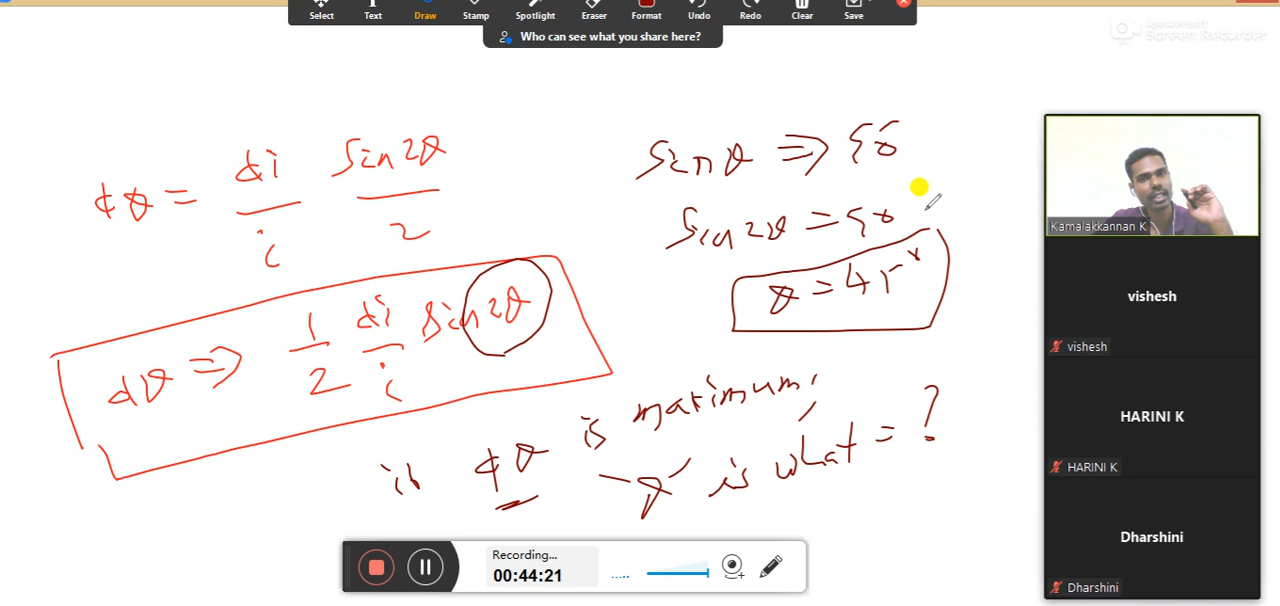 Select Text Draw Stamp Spotlight Eraser Format Undo Redo Clear Save
Who can see what you share here?
Apowersoft
Screen Recorder
dθ = di/i sin2θ/2
dθ ⇒ 1/2 di/i sin2θ
sinθ ⇒
sin2θ =
θ = 45°
if dθ is maximum,
'θ' is what = ?
Kamalakkannan K
vishesh
vishesh
HARINI K
HARINI K
Dharshini
Dharshini
Recording...
00:44:21